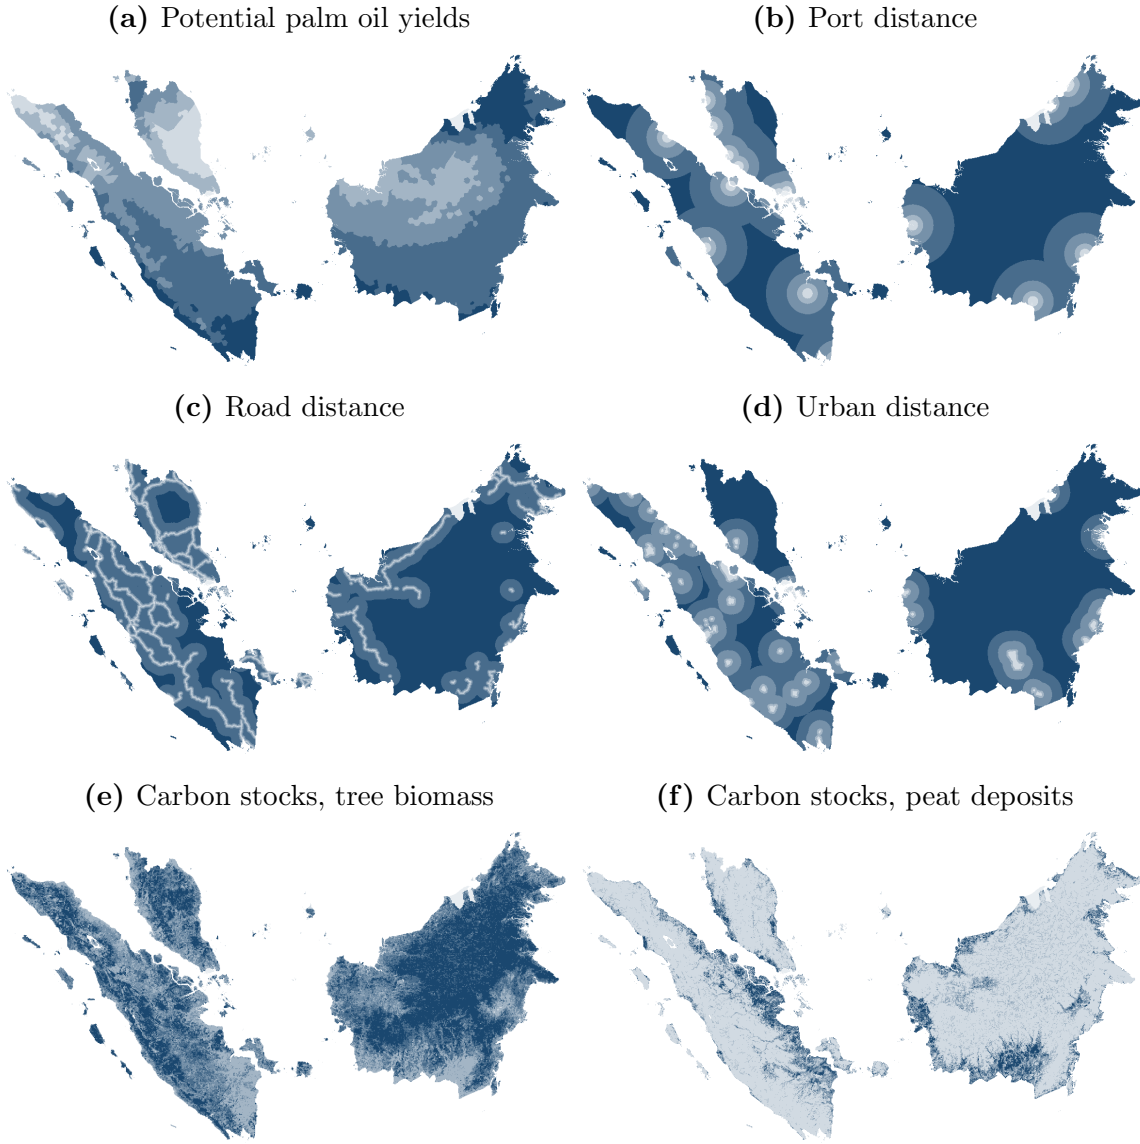 (a) Potential palm oil yields
(b) Port distance
(c) Road distance
(d) Urban distance
(e) Carbon stocks, tree biomass
(f) Carbon stocks, peat deposits